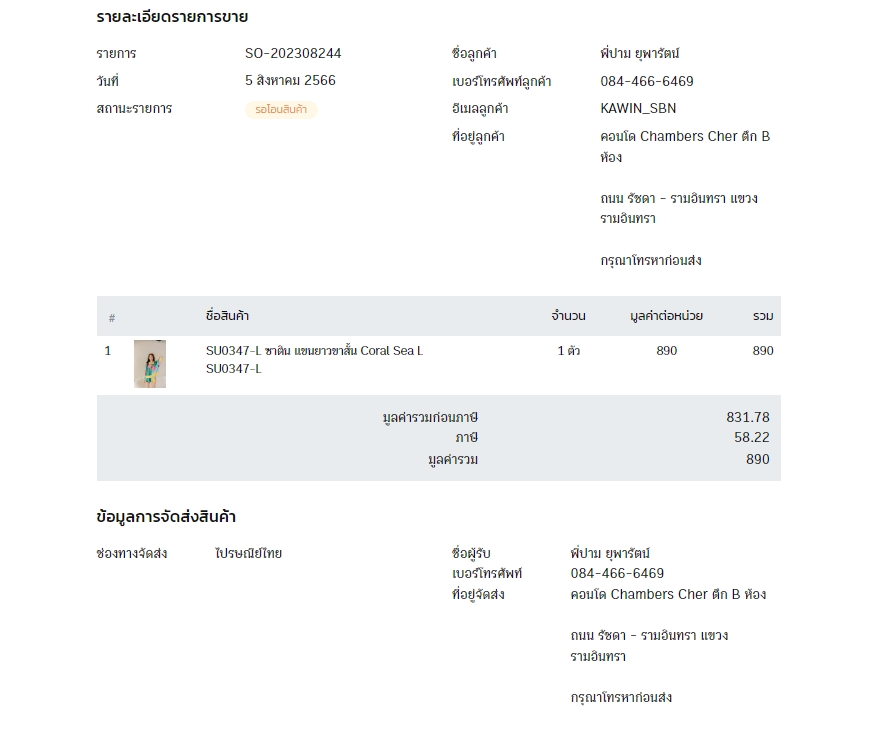 รายละเอียดรายการขาย
รายการ SO-202308244
วันที่ 5 สิงหาคม 2566
สถานะรายการ รอโอนสินค้า
ชื่อลูกค้า พี่ปาม ยุพารัตน์
เบอร์โทรศัพท์ลูกค้า 084-466-6469
อีเมลลูกค้า KAWIN_SBN
ที่อยู่ลูกค้า คอนโด Chambers Cher ตึก B
ห้อง
ถนน รัชดา - รามอินทรา แขวง
รามอินทรา
กรุณาโทรหาก่อนส่ง
# ชื่อสินค้า จำนวน มูลค่าต่อหน่วย รวม
1 SU0347-L ซาติน แขนยาวขาสั้น Coral Sea L 1 ตัว 890 890
SU0347-L
มูลค่ารวมก่อนภาษี 831.78
ภาษี 58.22
มูลค่ารวม 890
ข้อมูลการจัดส่งสินค้า
ช่องทางจัดส่ง ไปรษณีย์ไทย
ชื่อผู้รับ พี่ปาม ยุพารัตน์
เบอร์โทรศัพท์ 084-466-6469
ที่อยู่จัดส่ง คอนโด Chambers Cher ตึก B ห้อง
ถนน รัชดา - รามอินทรา แขวง
รามอินทรา
กรุณาโทรหาก่อนส่ง